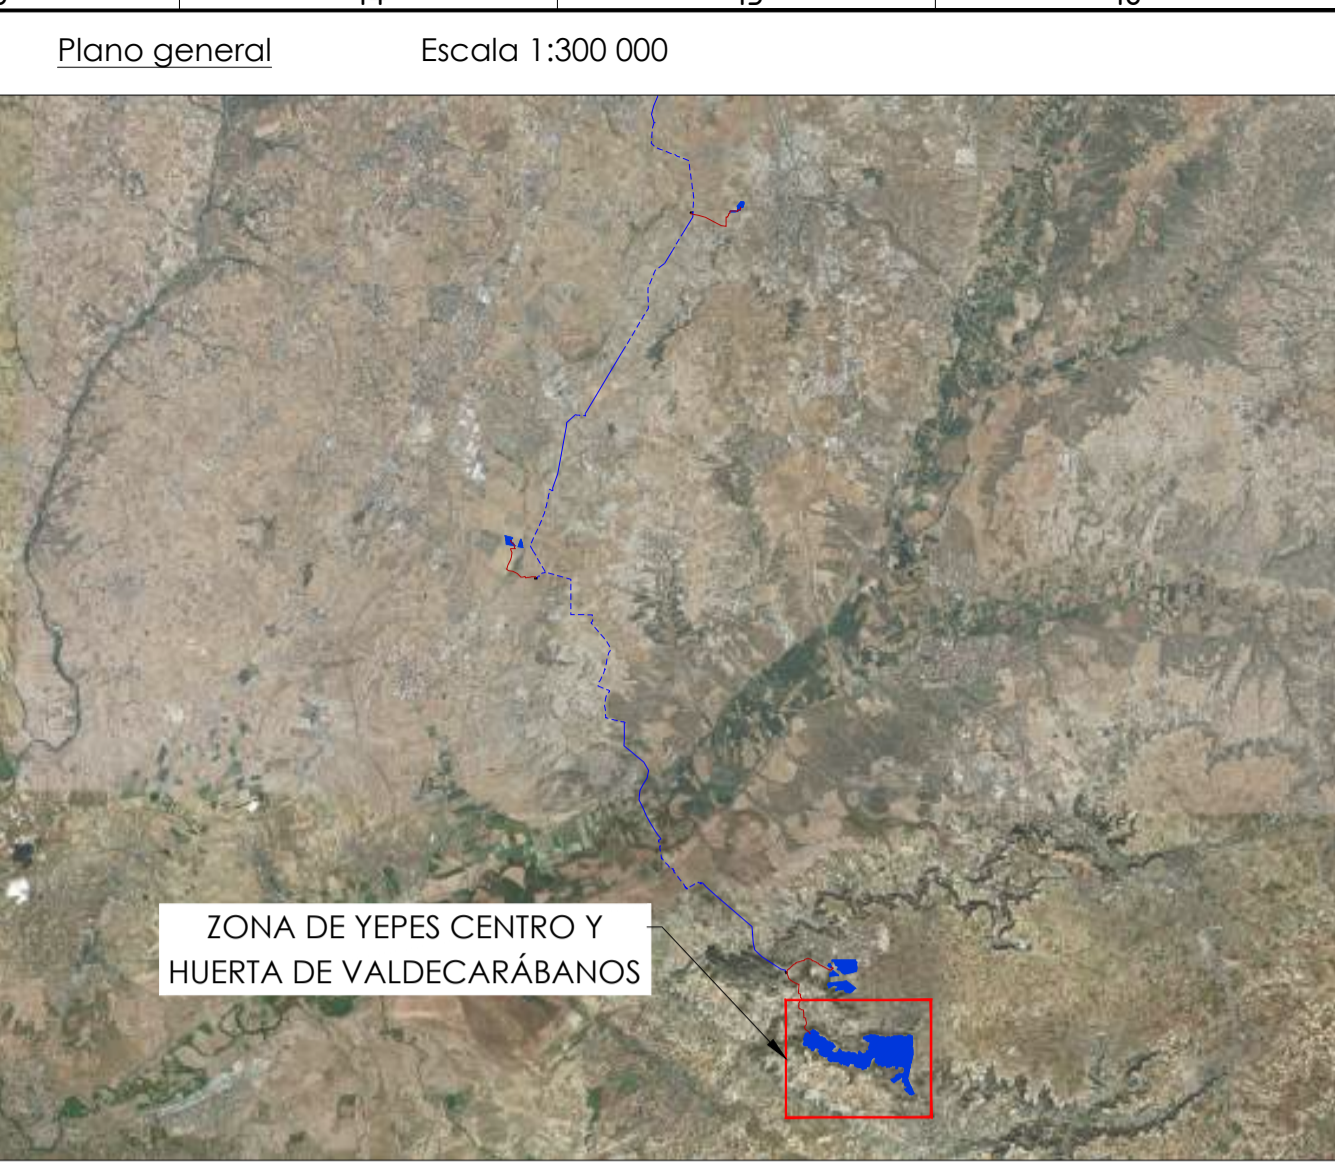 Plano general
Escala 1:300 000
ZONA DE YEPES CENTRO Y
HUERTA DE VALDECARÁBANOS